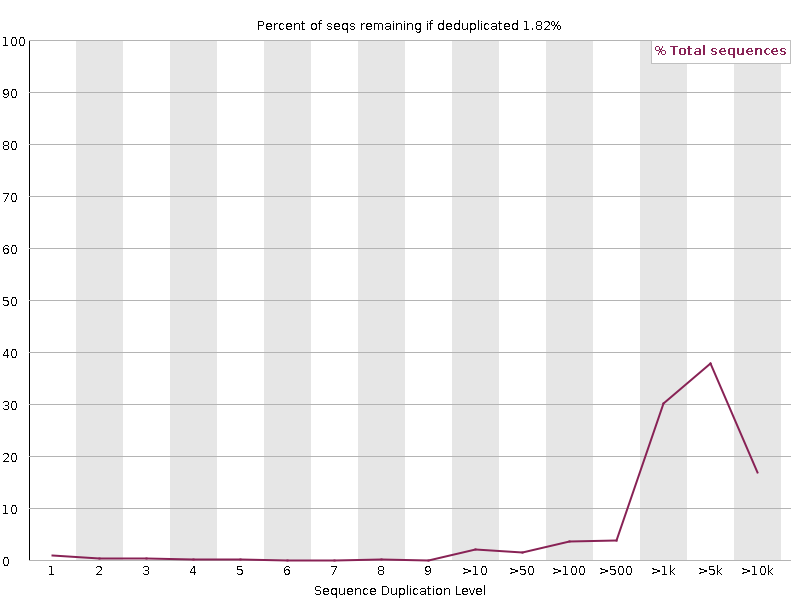 Percent of seqs remaining if deduplicated 1.82%
% Total sequences
100
90
80
70
60
50
40
30
20
10
0
1 2 3 4 5 6 7 8 9 >10 >50 >100 >500 >1k >5k >10k
Sequence Duplication Level